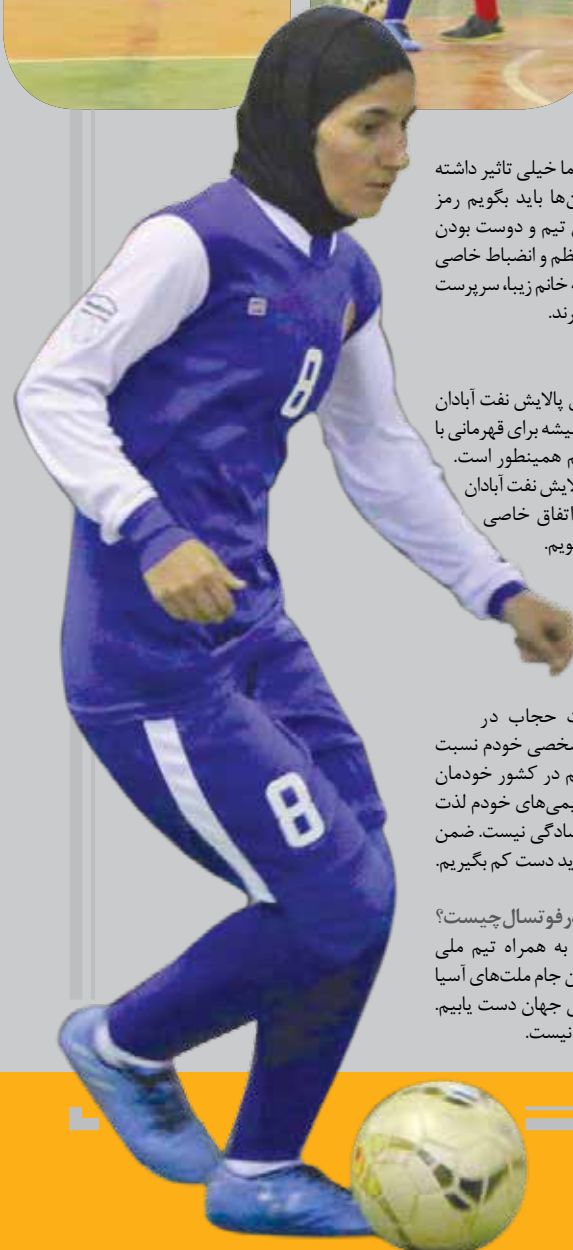 ما خیلی تاثیر داشته
ن‌ها باید بگویم رمز
تیم و دوست بودن
ظم و انضباط خاصی
خانم زیبا، سرپرست
رند.
پالایش نفت آبادان
یشه برای قهرمانی با
م همینطور است.
لایش نفت آبادان
اتفاق خاصی
ویم.
حجاب در
شخصی خودم نسبت
م در کشور خودمان
یمی‌های خودم لذت
سادگی نیست. ضمن
ید دست کم بگیریم.
رفوتسال چیست؟
به همراه تیم ملی
ن جام ملت‌های آسیا
ی جهان دست یابیم.
نیست.
8
8